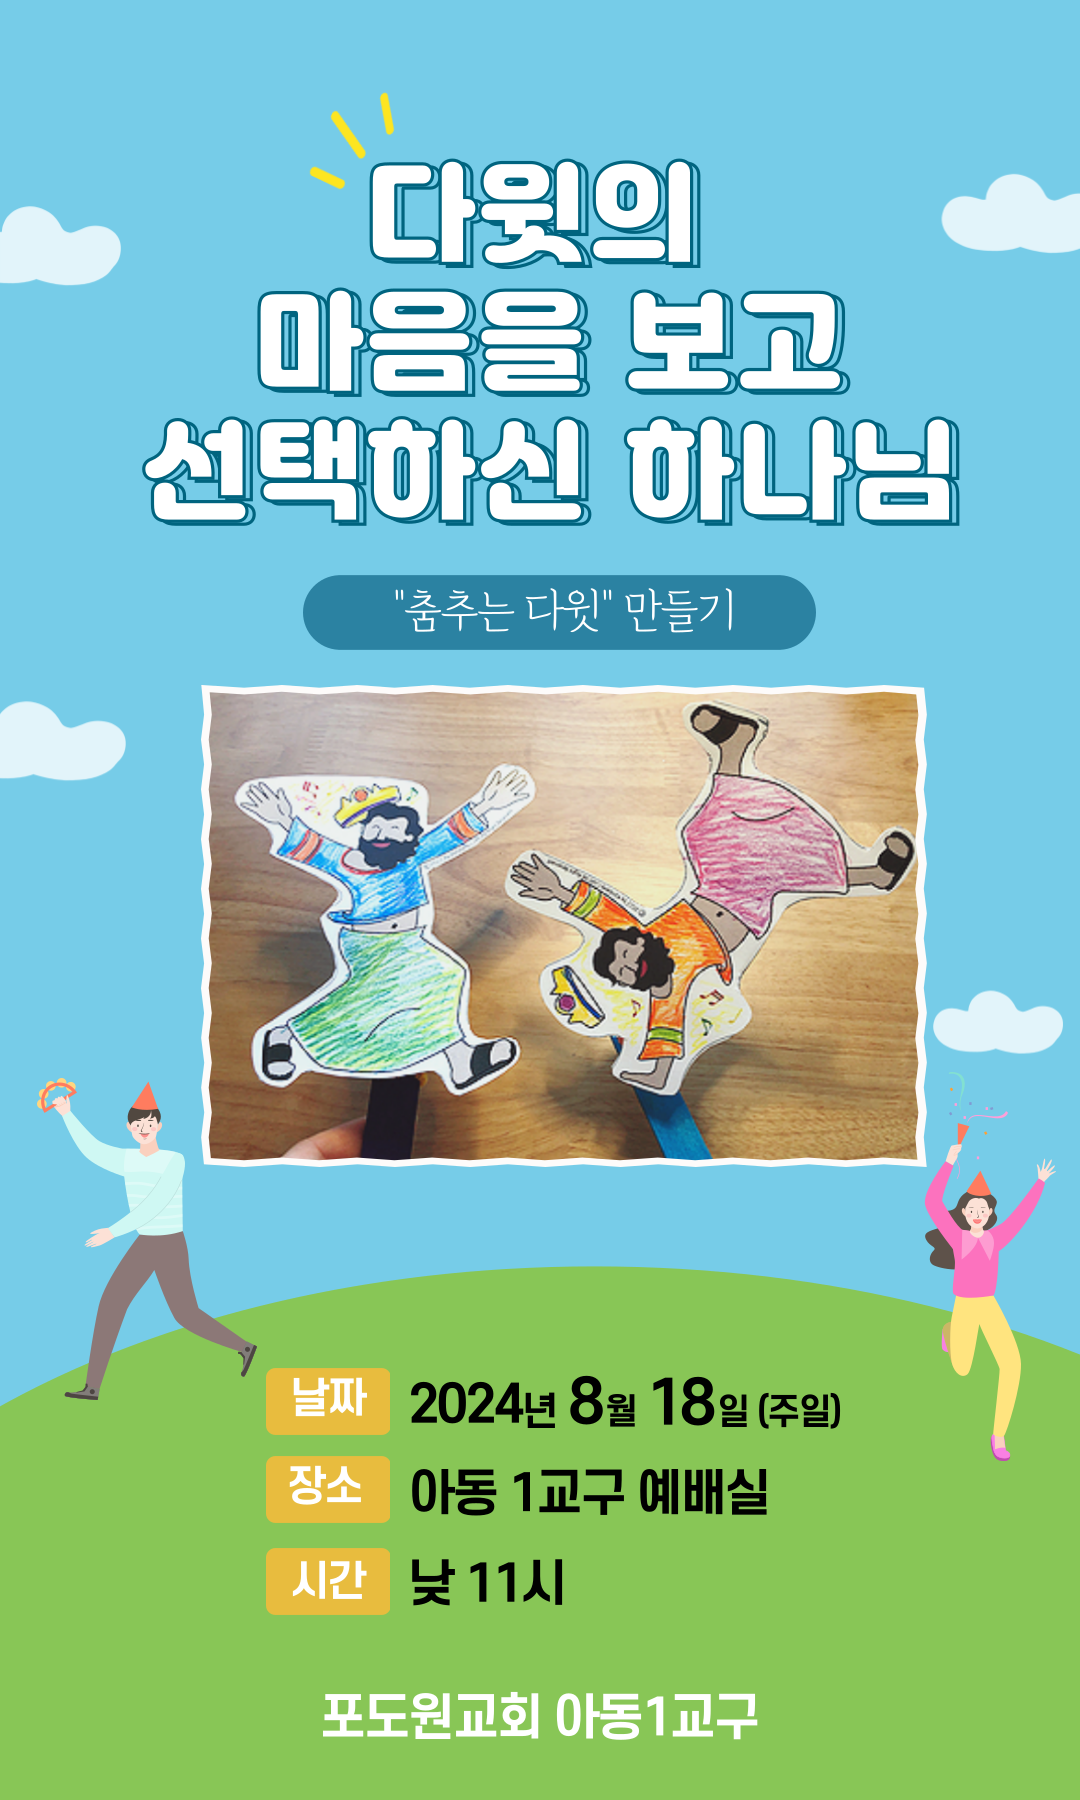 다윗의
마음을 보고
선택하신 하나님
"춤추는 다윗" 만들기
날짜 2024년 8월 18일 (주일)
장소 아동 1교구 예배실
시간 낮 11시
포도원교회 아동1교구